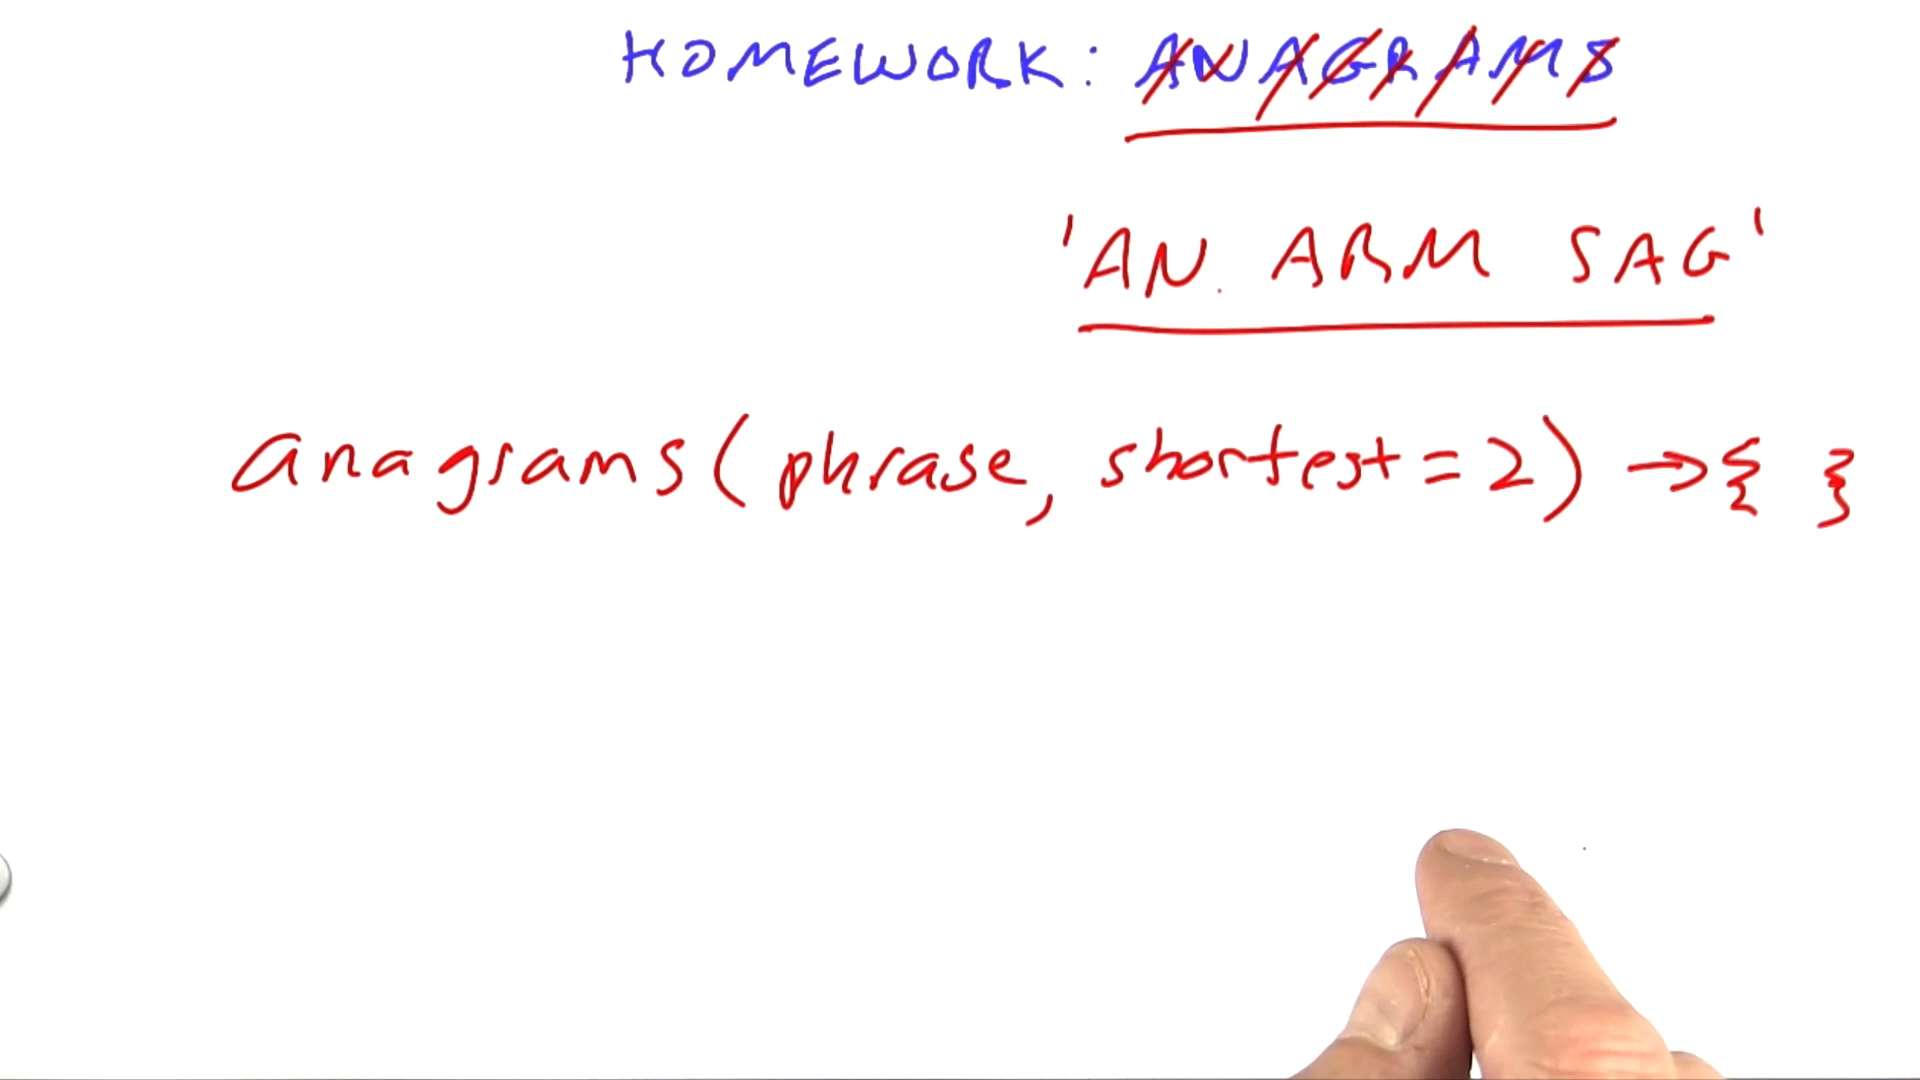 HOMEWORK: ANAGRAMS
'AN ARM SAG'
anagrams(phrase, shortest=2) →{ }